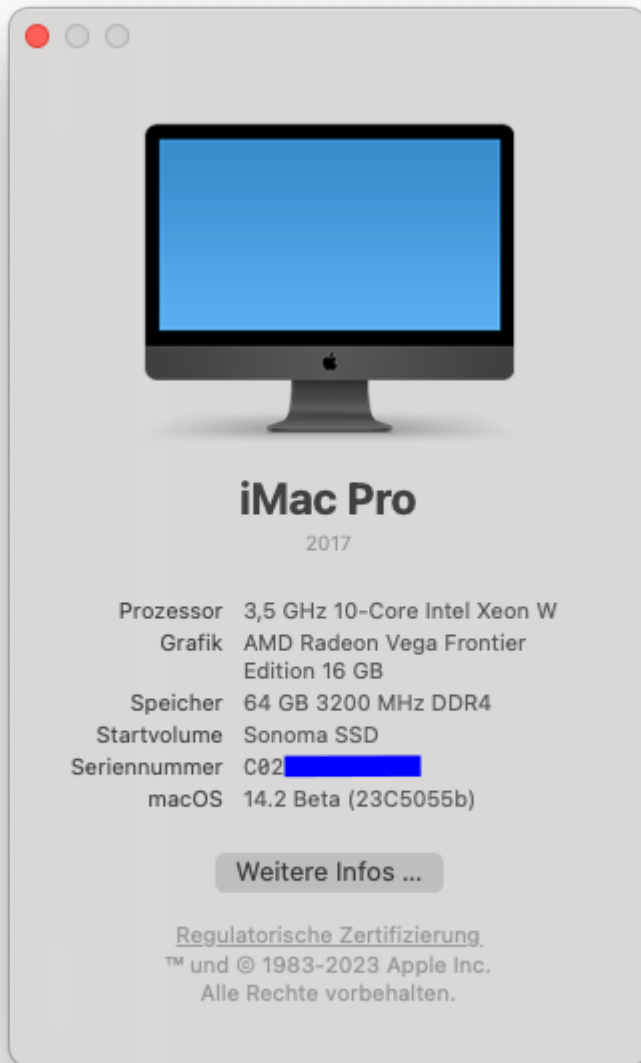 iMac Pro
2017
Prozessor 3,5 GHz 10-Core Intel Xeon W
Grafik AMD Radeon Vega Frontier
Edition 16 GB
Speicher 64 GB 3200 MHz DDR4
Startvolume Sonoma SSD
Seriennummer C02
macOS 14.2 Beta (23C5055b)
Weitere Infos ...
Regulatorische Zertifizierung
™ und © 1983-2023 Apple Inc.
Alle Rechte vorbehalten.